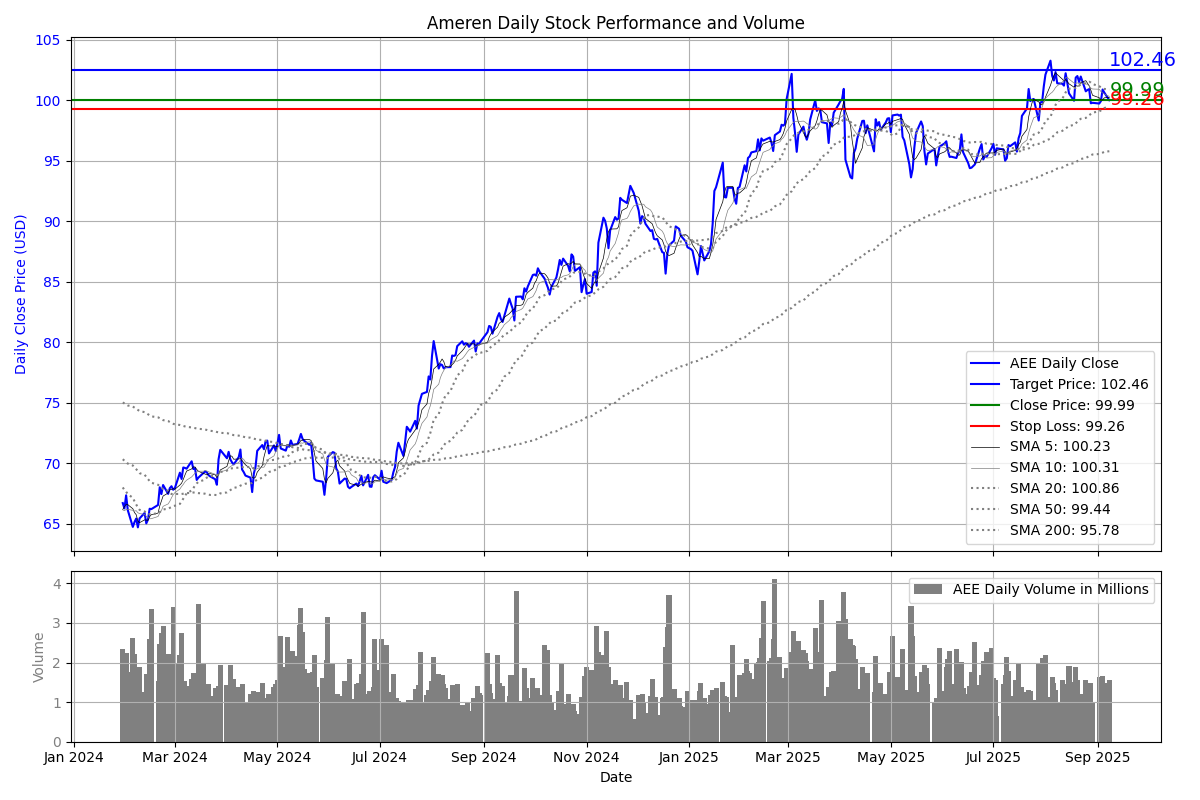 Ameren Daily Stock Performance and Volume
Daily Close Price (USD)
105
100
95
90
85
80
75
70
65
102.46
99.99
99.26
AEE Daily Close
Target Price: 102.46
Close Price: 99.99
Stop Loss: 99.26
SMA 5: 100.23
SMA 10: 100.31
SMA 20: 100.86
SMA 50: 99.44
SMA 200: 95.78
Volume
4
3
2
1
0
AEE Daily Volume in Millions
Jan 2024 Mar 2024 May 2024 Jul 2024 Sep 2024 Nov 2024 Jan 2025 Mar 2025 May 2025 Jul 2025 Sep 2025
Date